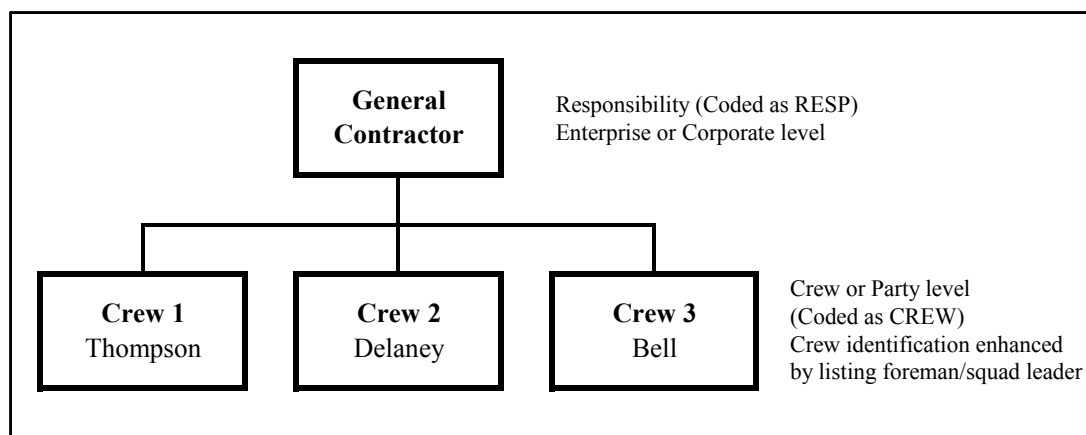 General
Contractor
Responsibility (Coded as RESP)
Enterprise or Corporate level
Crew 1
Thompson
Crew 2
Delaney
Crew 3
Bell
Crew or Party level
(Coded as CREW)
Crew identification enhanced
by listing foreman/squad leader